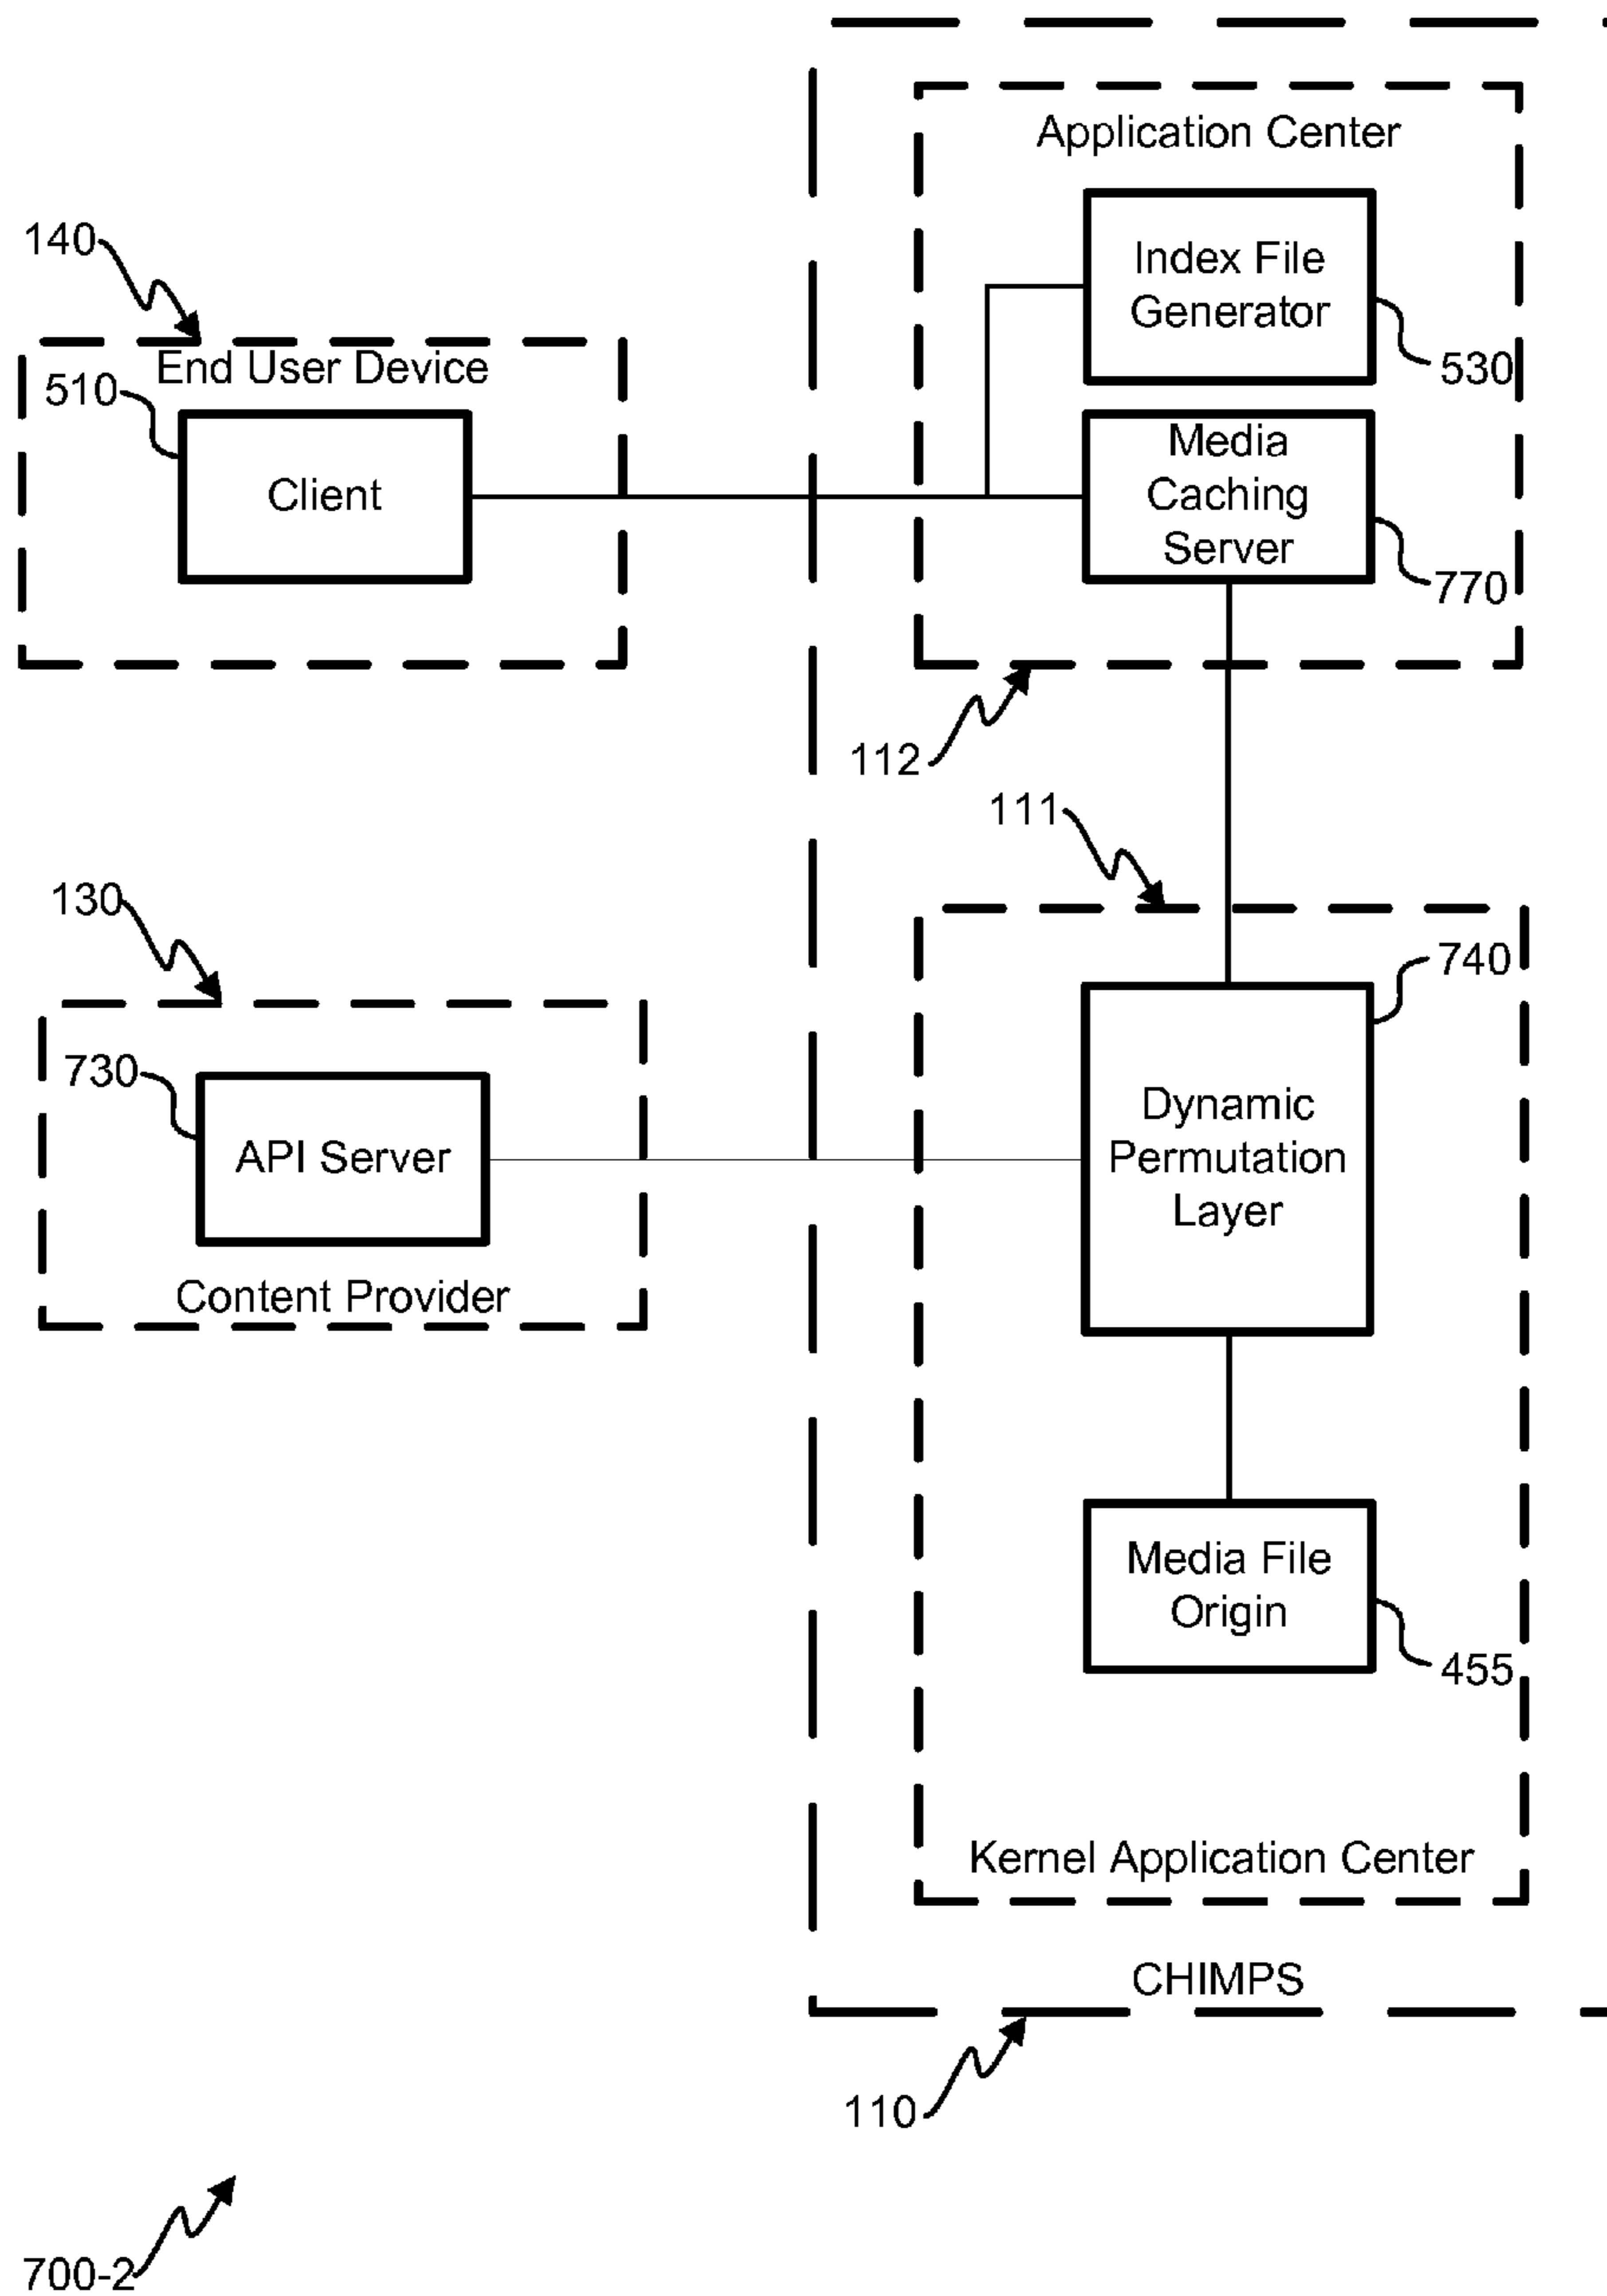 Application Center
Index File
Generator
530
140
End User Device
510
Client
Media
Caching
Server
770
112
111
130
740
730
API Server
Dynamic
Permutation
Layer
Content Provider
Media File
Origin
455
Kernel Application Center
CHIMPS
110
700-2